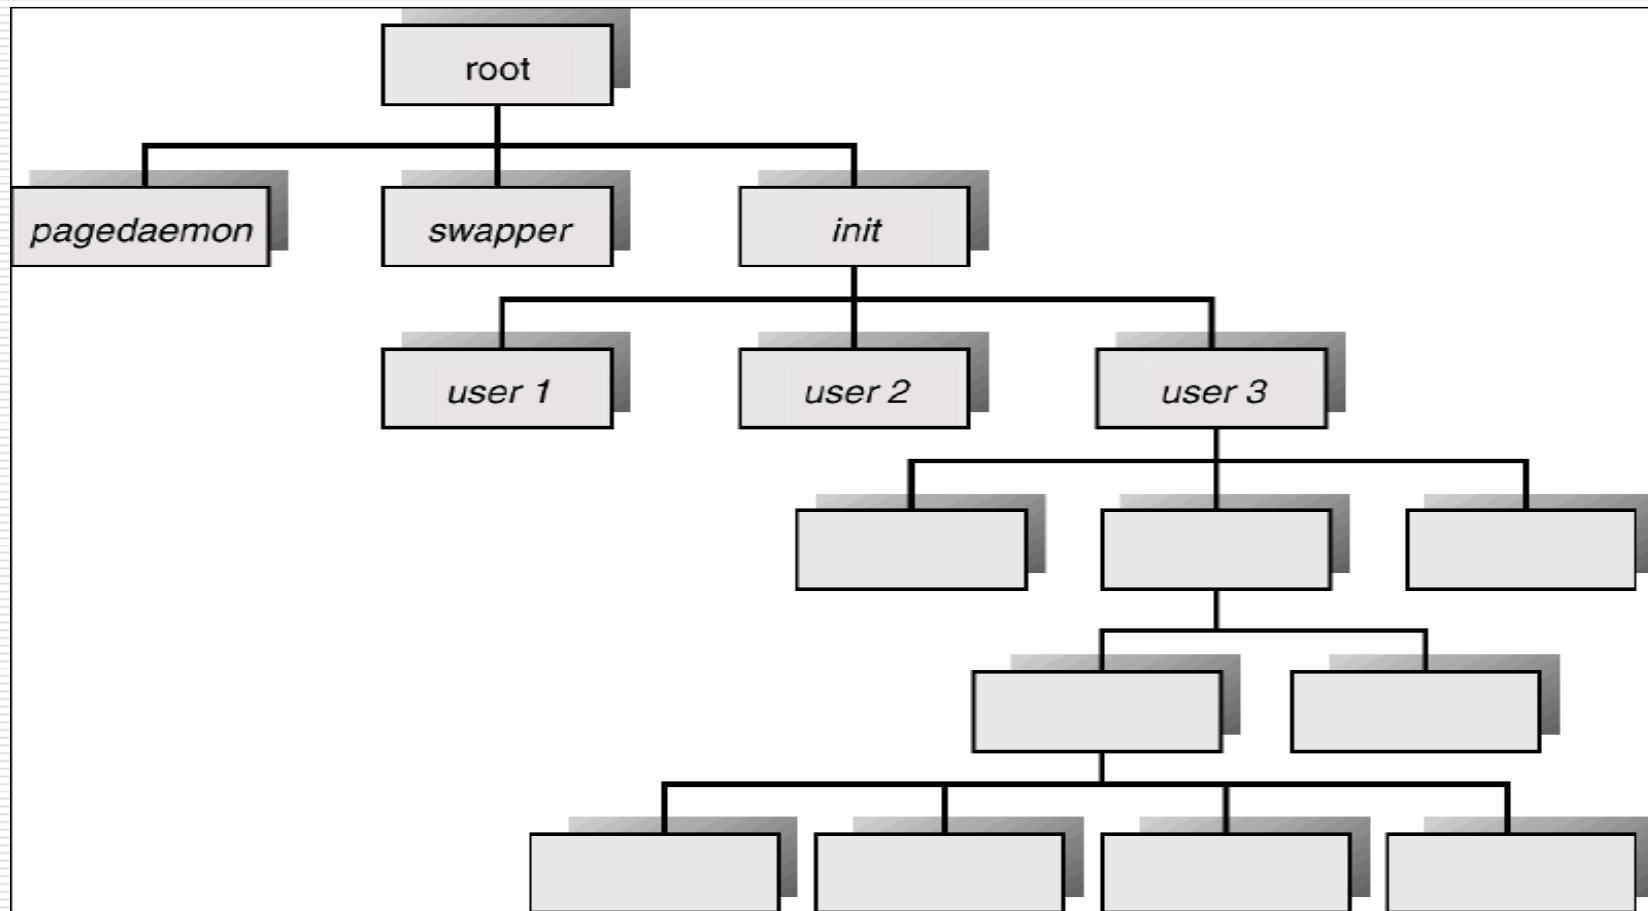 root
pagedaemon
swapper
init
user 1
user 2
user 3